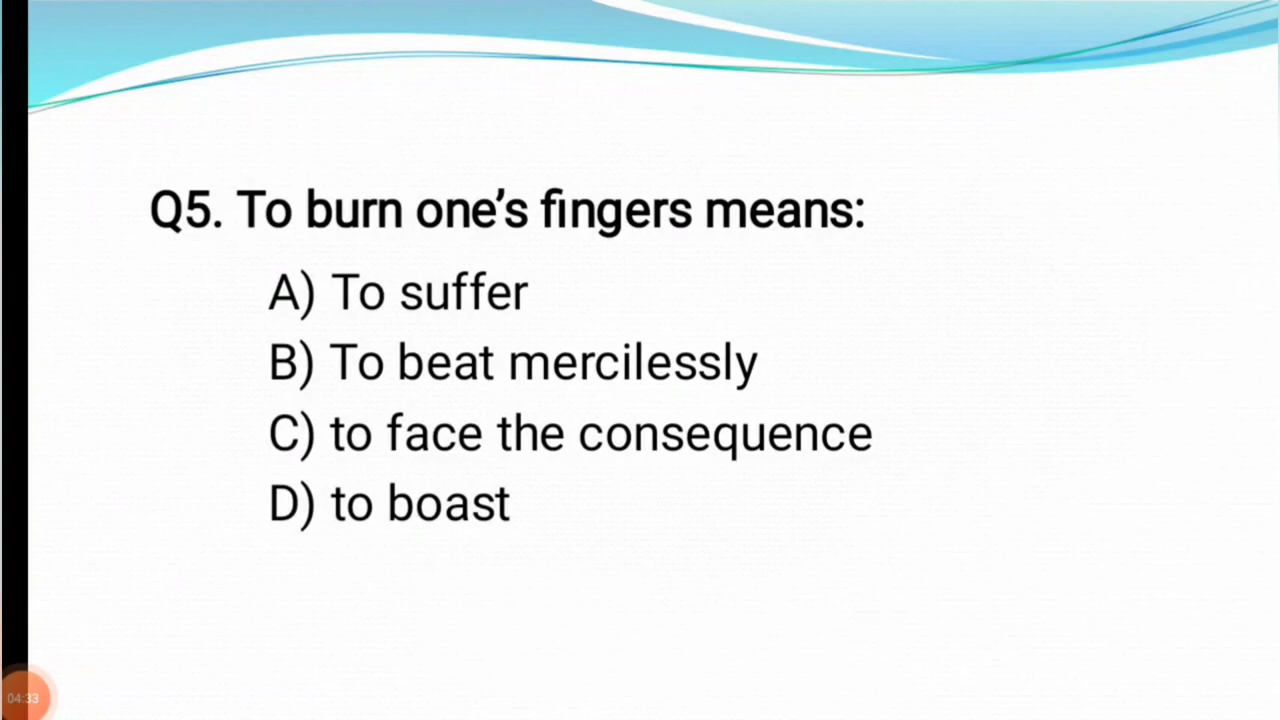 Q5. To burn one’s fingers means:
A) To suffer
B) To beat mercilessly
C) to face the consequence
D) to boast
04:33